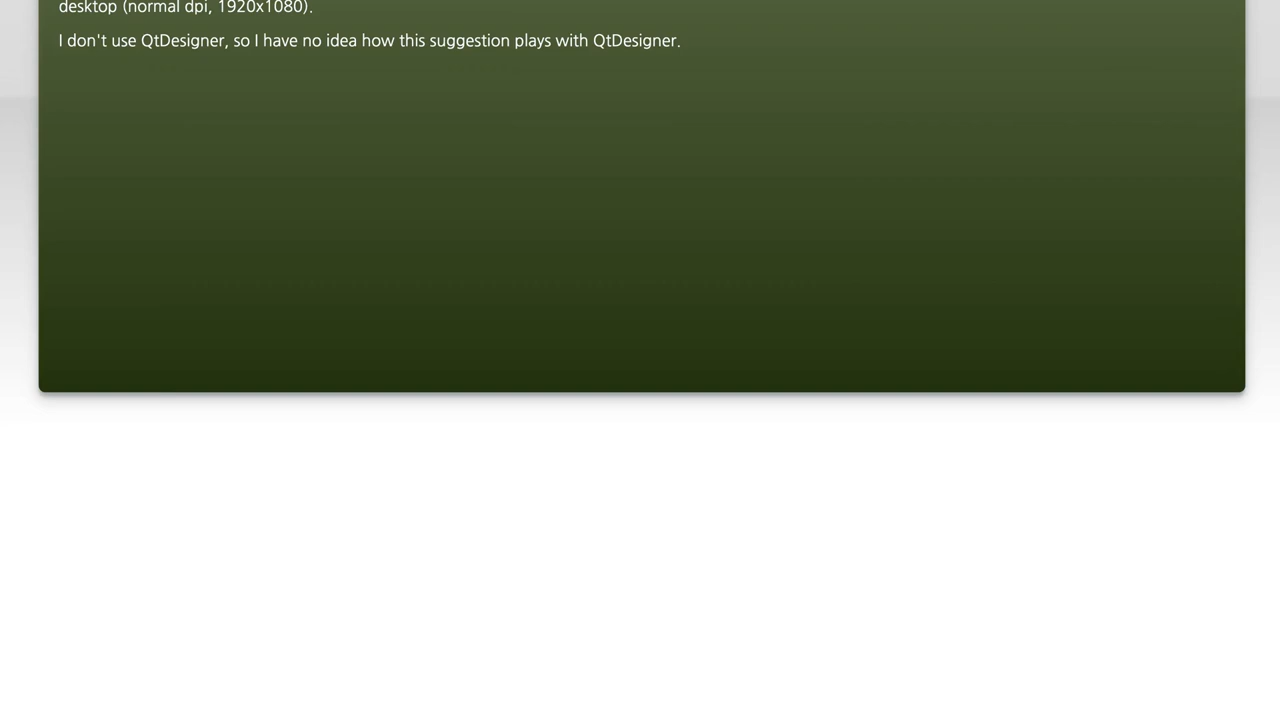 desktop (normal dpi, 1920x1080).
I don't use QtDesigner, so I have no idea how this suggestion plays with QtDesigner.